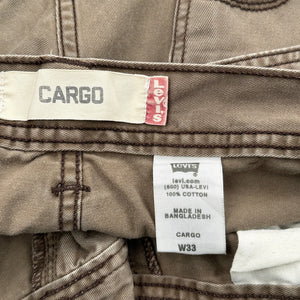 CARGO
LEVI'S
Levi's
levi.com
(800) USA-LEVI
100% COTTON
MADE IN
BANGLADESH
CARGO
W33